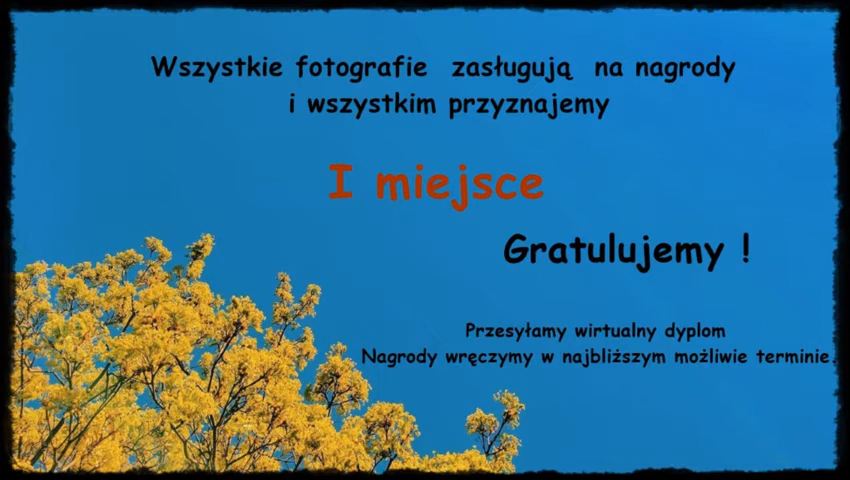 Wszystkie fotografie zasługują na nagrody
i wszystkim przyznajemy
I miejsce
Gratulujemy !
Przesyłamy wirtualny dyplom
Nagrody wręczymy w najbliższym możliwie terminie.